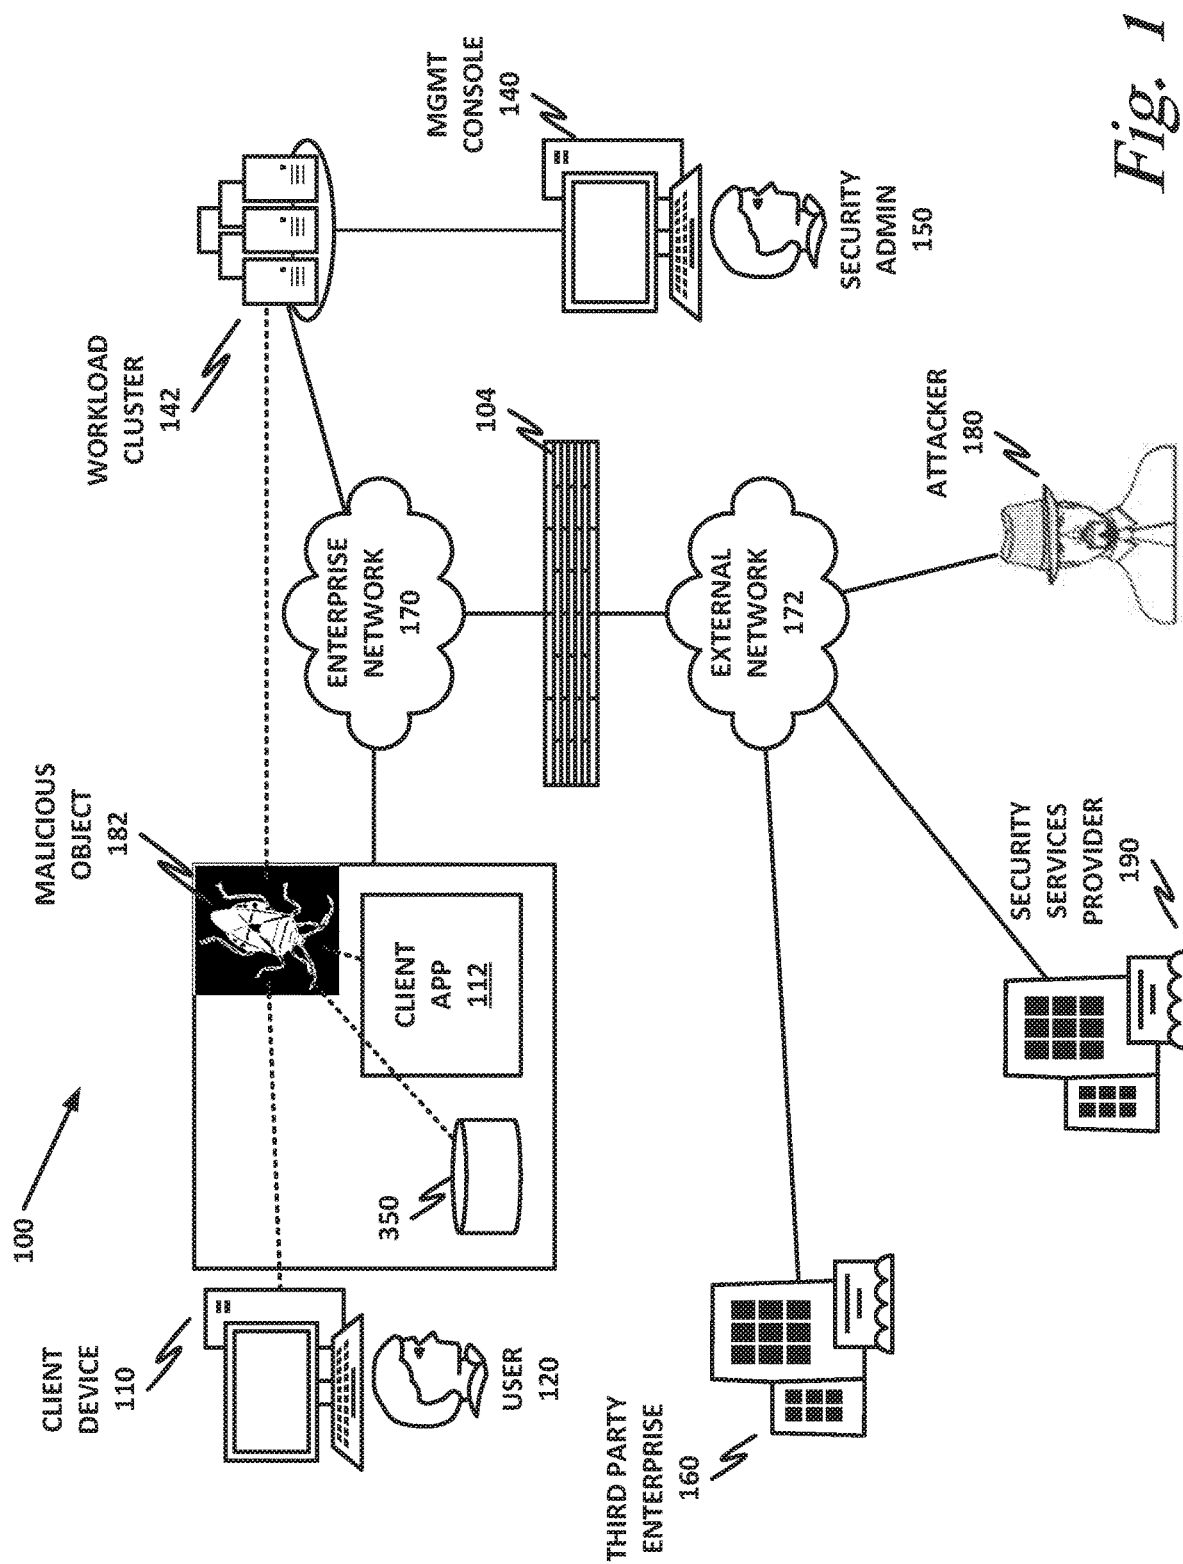 100
CLIENT
DEVICE
110
USER
120
350
CLIENT
APP
112
MALICIOUS
OBJECT
182
WORKLOAD
CLUSTER
142
ENTERPRISE
NETWORK
170
MGMT
CONSOLE
140
SECURITY
ADMIN
150
104
EXTERNAL
NETWORK
172
THIRD PARTY
ENTERPRISE
160
SECURITY
SERVICES
PROVIDER
190
ATTACKER
180
Fig. 1